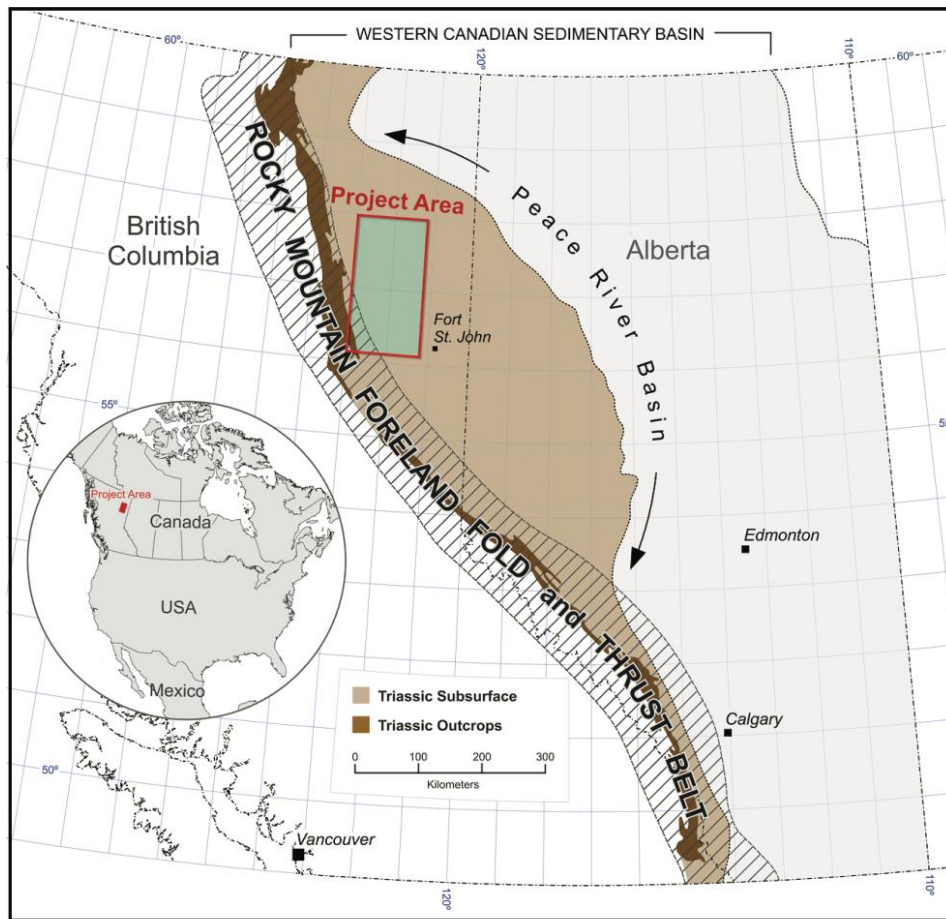 WESTERN CANADIAN SEDIMENTARY BASIN
60°
120°
110°
60°
ROCKY MOUNTAIN FORELAND FOLD and THRUST BELT
Project Area
Peace River Basin
British
Columbia
Alberta
Fort
St. John
55°
55
Project Area
Canada
USA
Mexico
Edmonton
Triassic Subsurface
Triassic Outcrops
0 100 200 300
Kilometers
Calgary
50°
Vancouver
120°
110°